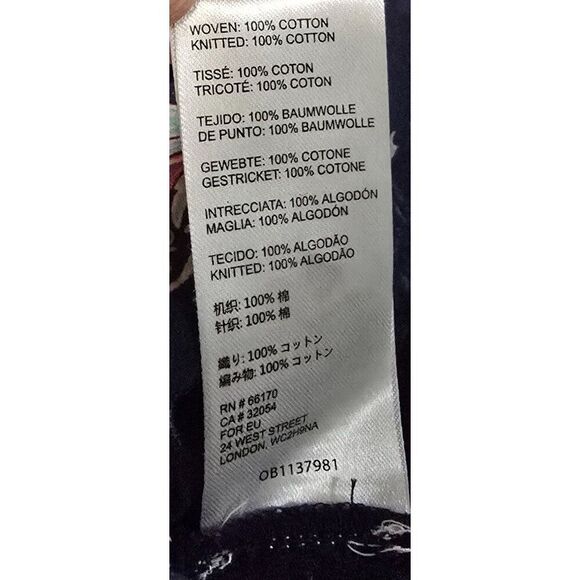 WOVEN: 100% COTTON
KNITTED: 100% COTTON
TISSÉ: 100% COTON
TRICOTÉ: 100% COTON
TEJIDO: 100% BAUMWOLLE
DE PUNTO: 100% BAUMWOLLE
GEWEBTE: 100% COTONE
GESTRICKET: 100% COTONE
INTRECCIATA: 100% ALGODÓN
MAGLIA: 100% ALGODÓN
TECIDO: 100% ALGODÃO
KNITTED: 100% ALGODÃO
机织: 100% 棉
针织: 100% 棉
織り: 100% コットン
編み物: 100% コットン
RN # 66170
CA # 32054
FOR EU
24 WEST STREET
LONDON, WC2H9NA
OB1137981